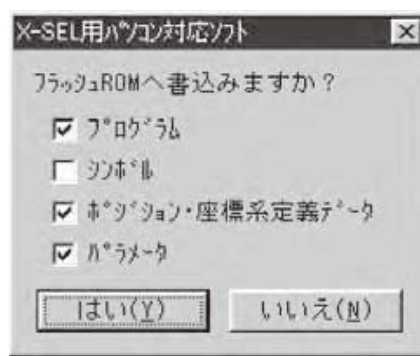 X-SEL用ﾊﾟｿｺﾝ対応ｿﾌﾄ
ﾌﾗｯｼｭROMへ書込みますか？
ﾌﾟﾛｸﾞﾗﾑ
ｼﾝﾎﾞﾙ
ﾎﾟｼﾞｼｮﾝ・座標系定義ﾃﾞｰﾀ
ﾊﾟﾗﾒｰﾀ
はい(Y) いいえ(N)